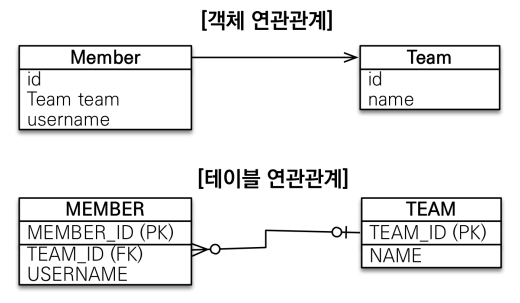 [객체 연관관계]
Member
id
Team team
username
Team
id
name
[테이블 연관관계]
MEMBER
MEMBER_ID (PK)
TEAM_ID (FK)
USERNAME
TEAM
TEAM_ID (PK)
NAME